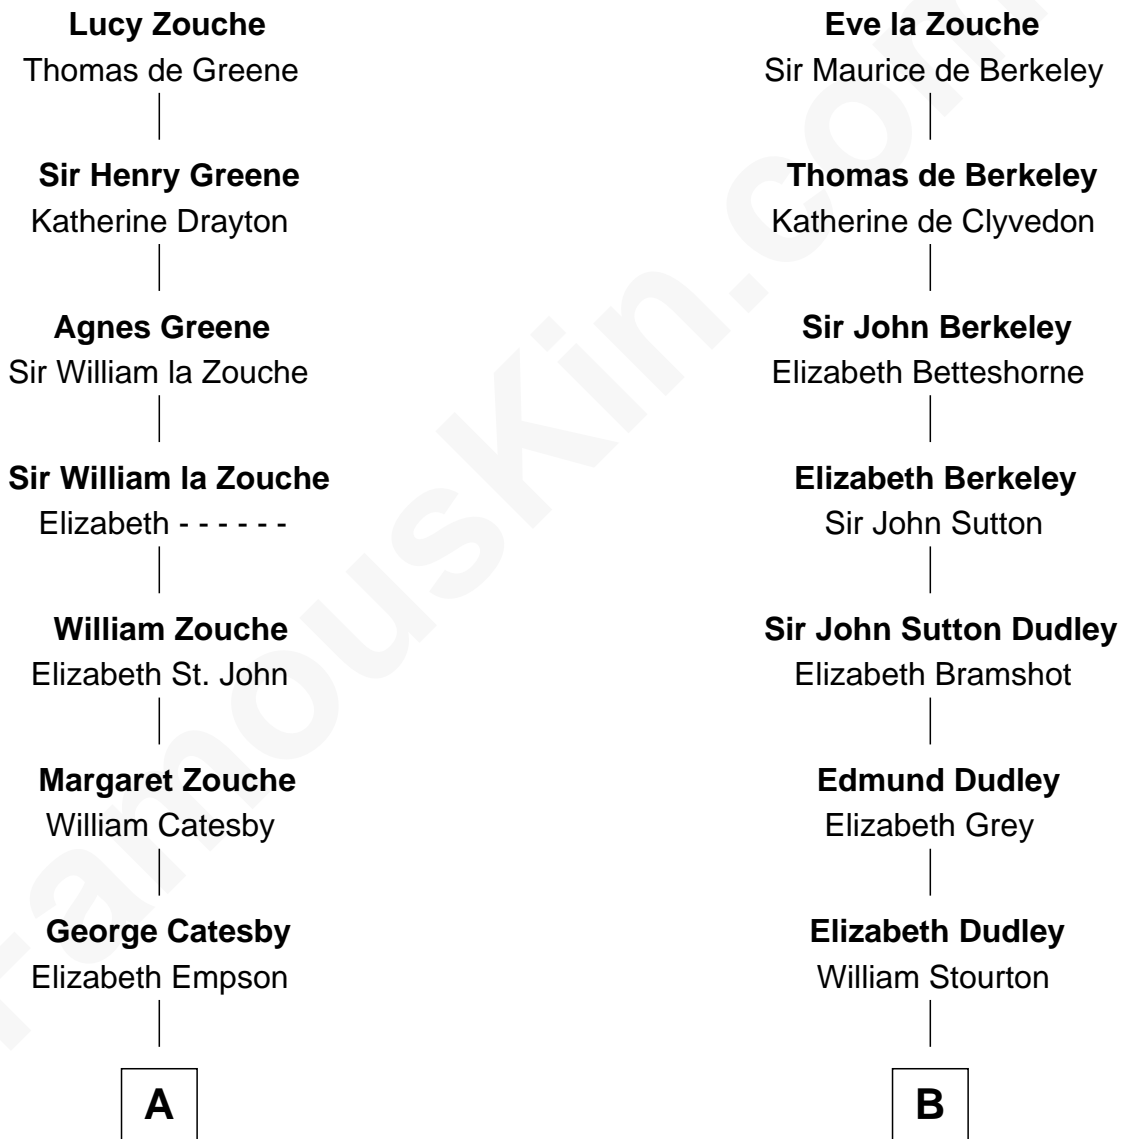 Lucy Zouche
Thomas de Greene
Sir Henry Greene
Katherine Drayton
Agnes Greene
Sir William la Zouche
Sir William la Zouche
Elizabeth - - - - - -
William Zouche
Elizabeth St. John
Margaret Zouche
William Catesby
George Catesby
Elizabeth Empson
A
Eve la Zouche
Sir Maurice de Berkeley
Thomas de Berkeley
Katherine de Clyvedon
Sir John Berkeley
Elizabeth Betteshorne
Elizabeth Berkeley
Sir John Sutton
Sir John Sutton Dudley
Elizabeth Bramshot
Edmund Dudley
Elizabeth Grey
Elizabeth Dudley
William Stourton
B
FamousKin.com